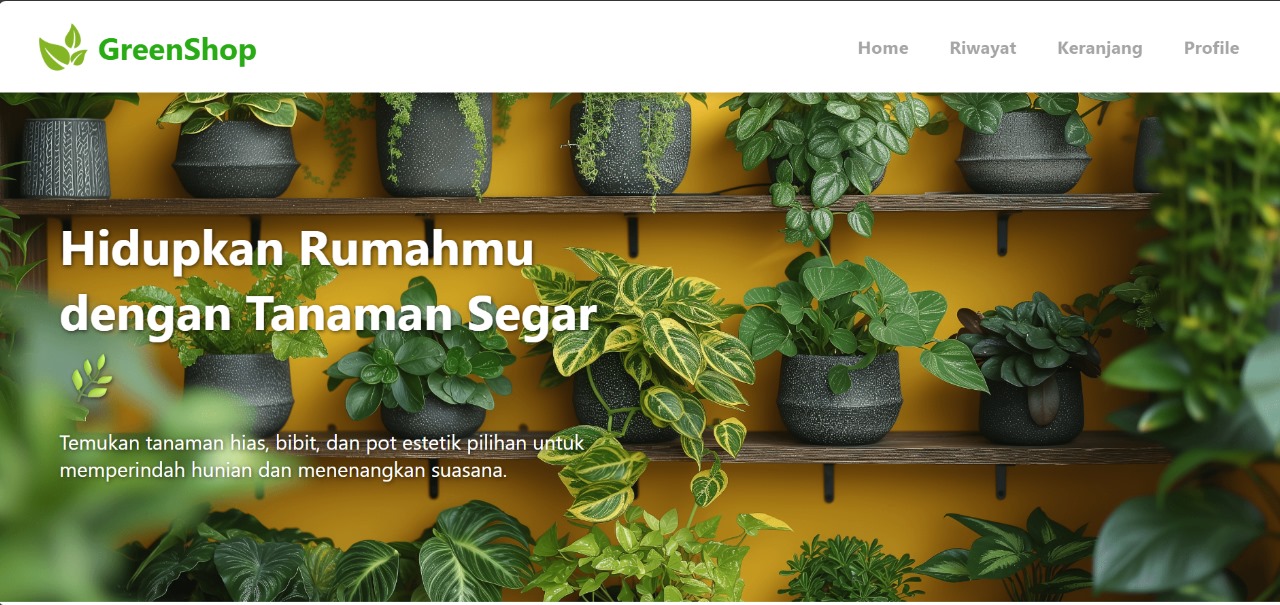 GreenShop
Home Riwayat Keranjang Profile
Hidupkan Rumahmu
dengan Tanaman Segar
Temukan tanaman hias, bibit, dan pot estetik pilihan untuk
memperindah hunian dan menenangkan suasana.